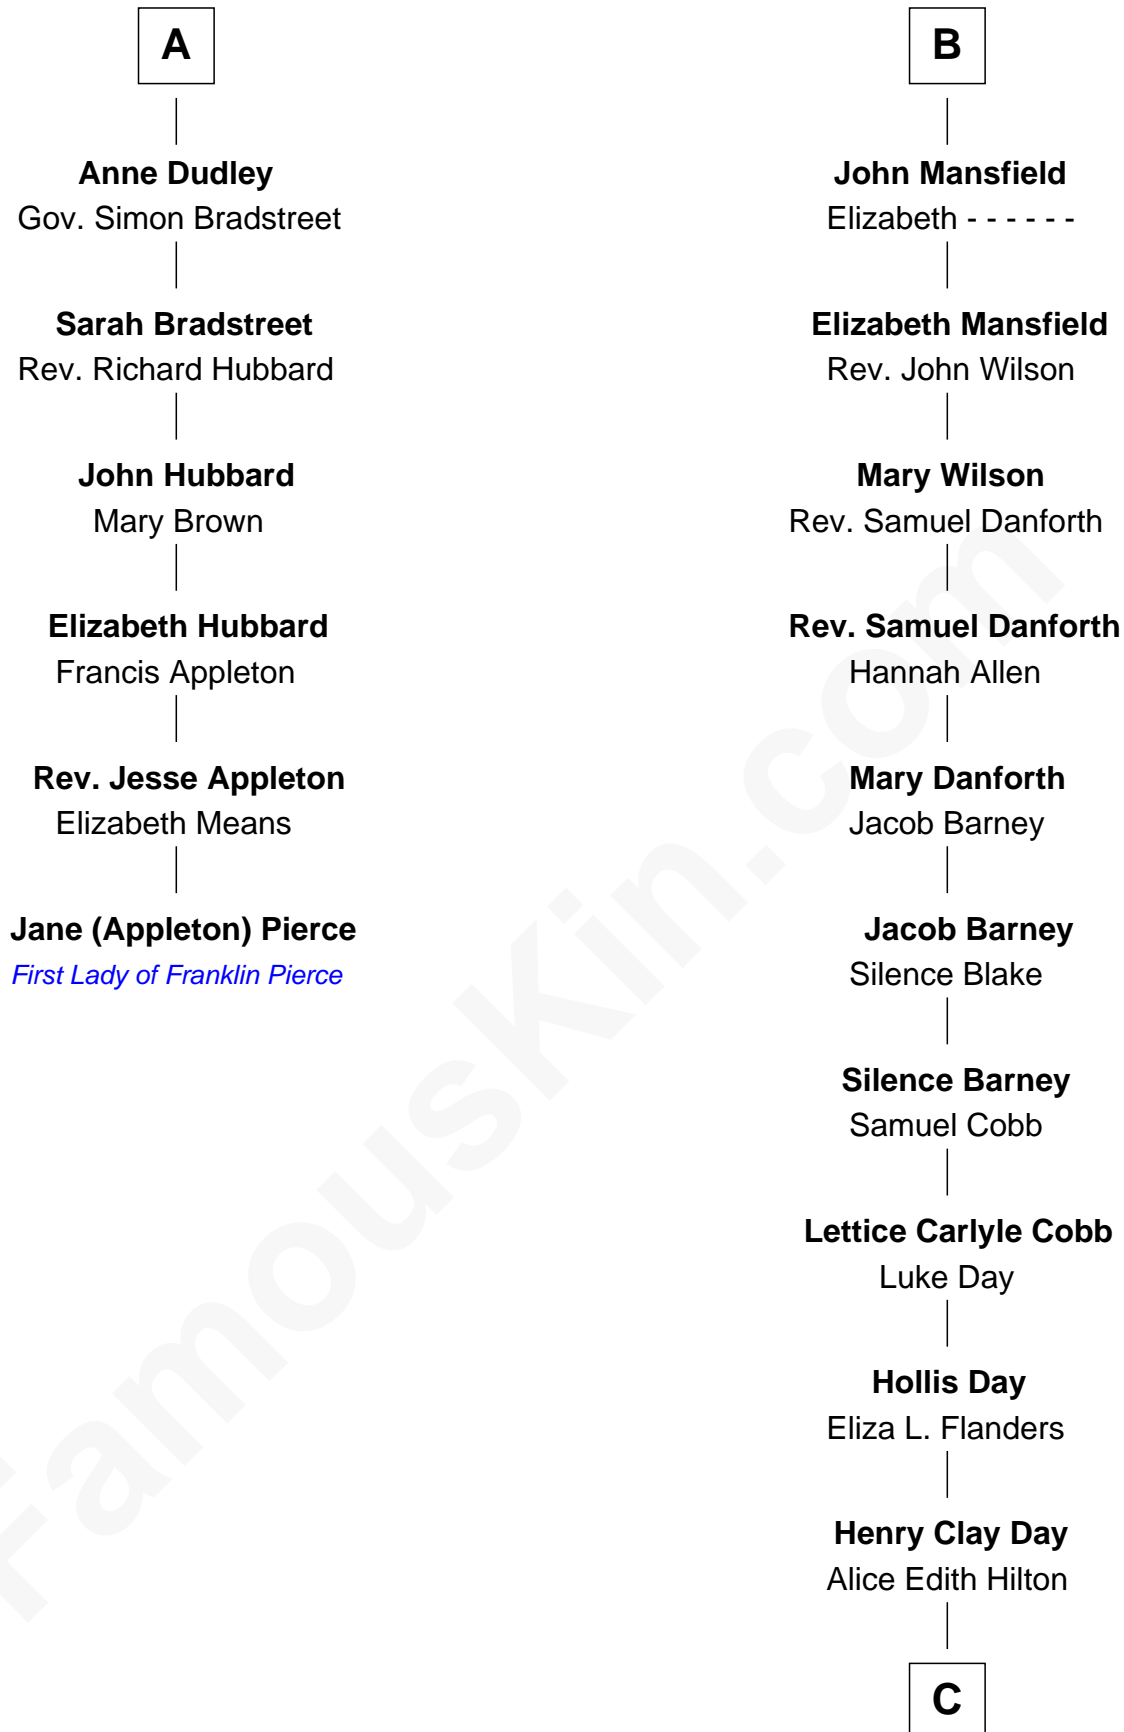 A
Anne Dudley
Gov. Simon Bradstreet
Sarah Bradstreet
Rev. Richard Hubbard
John Hubbard
Mary Brown
Elizabeth Hubbard
Francis Appleton
Rev. Jesse Appleton
Elizabeth Means
Jane (Appleton) Pierce
First Lady of Franklin Pierce
B
John Mansfield
Elizabeth - - - - - -
Elizabeth Mansfield
Rev. John Wilson
Mary Wilson
Rev. Samuel Danforth
Rev. Samuel Danforth
Hannah Allen
Mary Danforth
Jacob Barney
Jacob Barney
Silence Blake
Silence Barney
Samuel Cobb
Lettice Carlyle Cobb
Luke Day
Hollis Day
Eliza L. Flanders
Henry Clay Day
Alice Edith Hilton
C
FamousKin.com